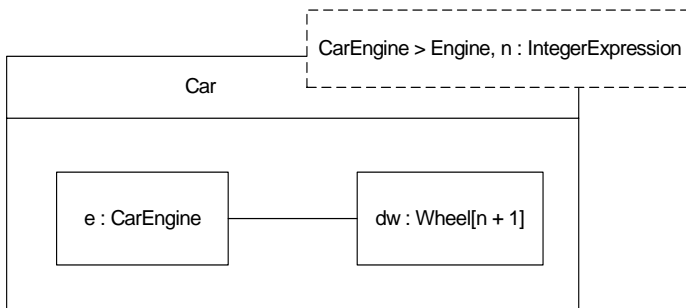 CarEngine > Engine, n : IntegerExpression
Car
e : CarEngine
dw : Wheel[n + 1]